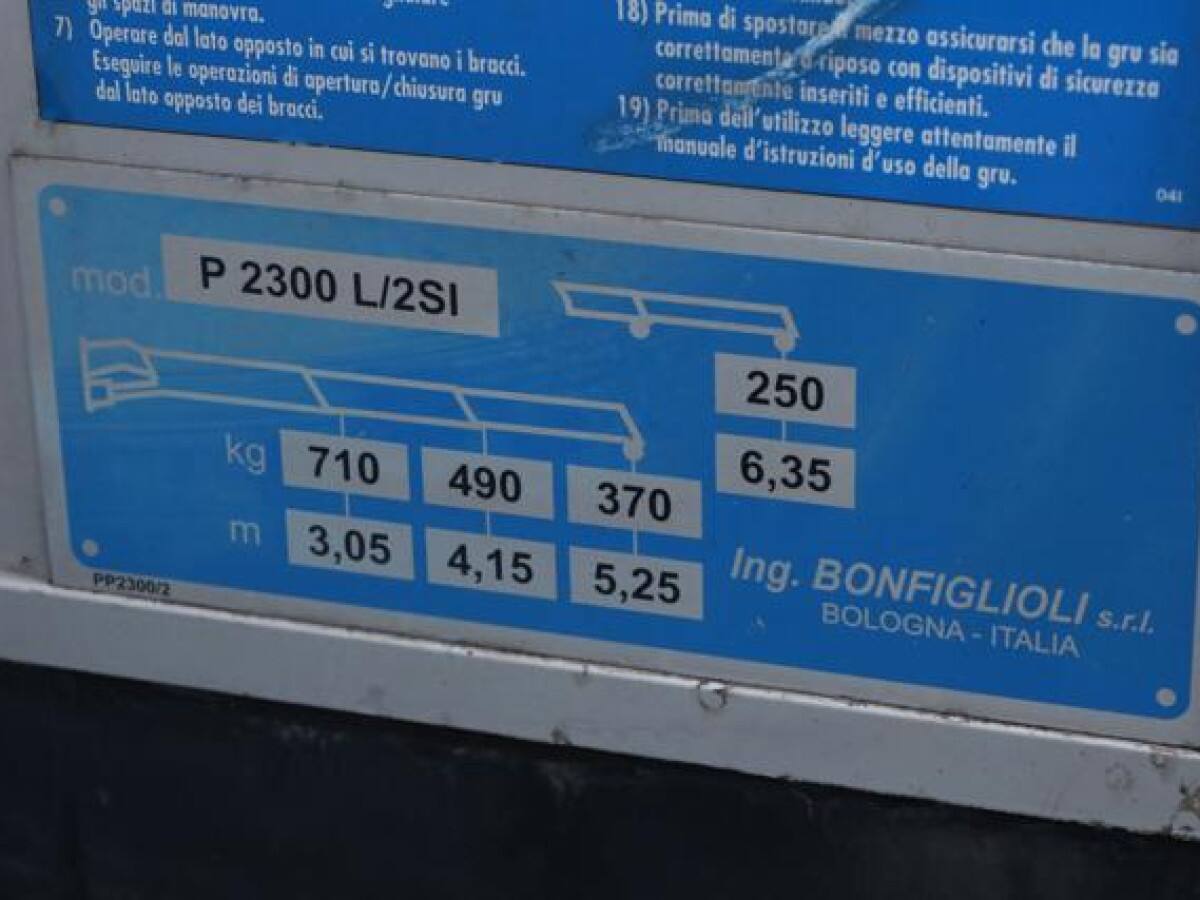 gli spazi di manovra.
7) Operare dal lato opposto in cui si trovano i bracci.
Eseguire le operazioni di apertura/chiusura gru
dal lato opposto dei bracci.
18) Prima di spostare il mezzo assicurarsi che la gru sia
correttamente a riposo con dispositivi di sicurezza
correttamente inseriti e efficienti.
19) Prima dell'utilizzo leggere attentamente il
manuale d'istruzioni d'uso della gru.
041
mod. P 2300 L/2SI
250
6,35
kg 710 490 370
m 3,05 4,15 5,25
PP2300/2
Ing. BONFIGLIOLI s.r.l.
BOLOGNA - ITALIA